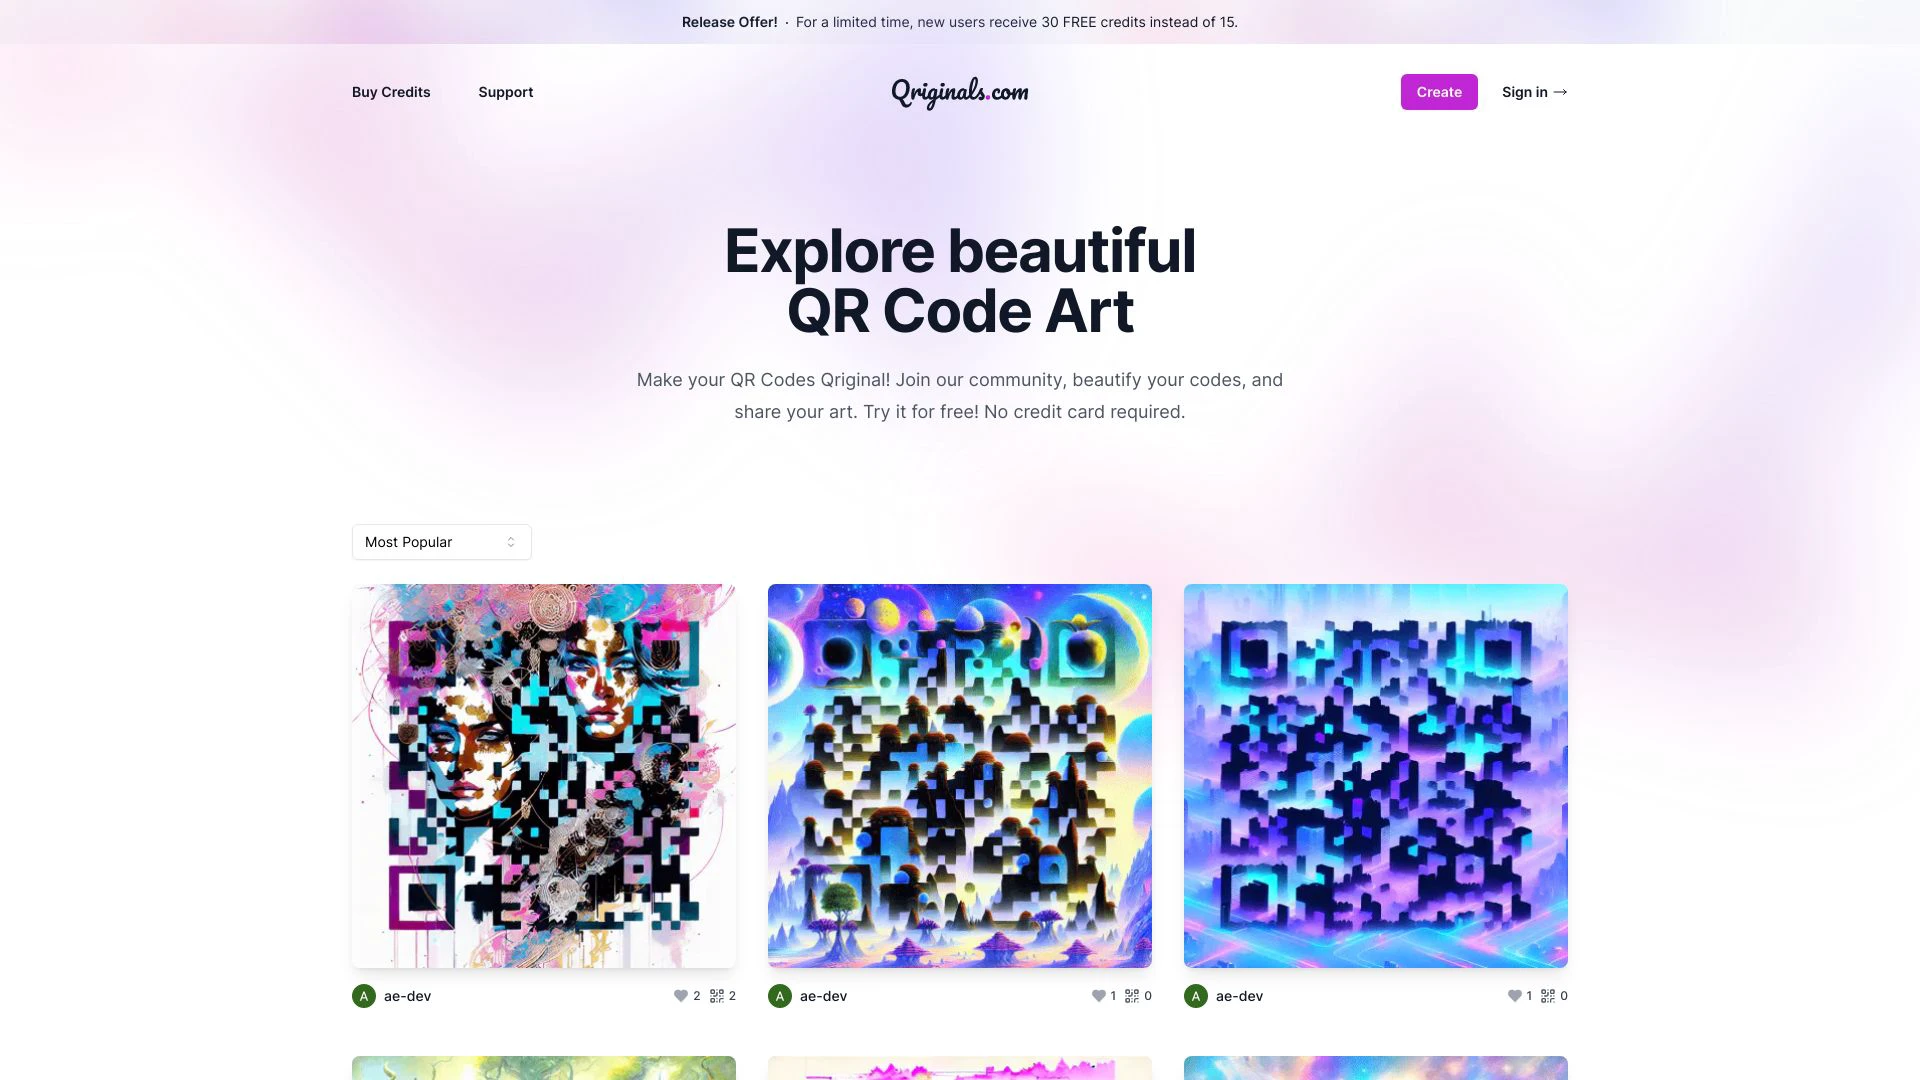 Release Offer! · For a limited time, new users receive 30 FREE credits instead of 15.
Buy Credits
Support
Qriginals.com
Create
Sign in →
Explore beautiful
QR Code Art
Make your QR Codes Qriginal! Join our community, beautify your codes, and
share your art. Try it for free! No credit card required.
Most Popular
A ae-dev 2 2
A ae-dev 1 0
A ae-dev 1 0